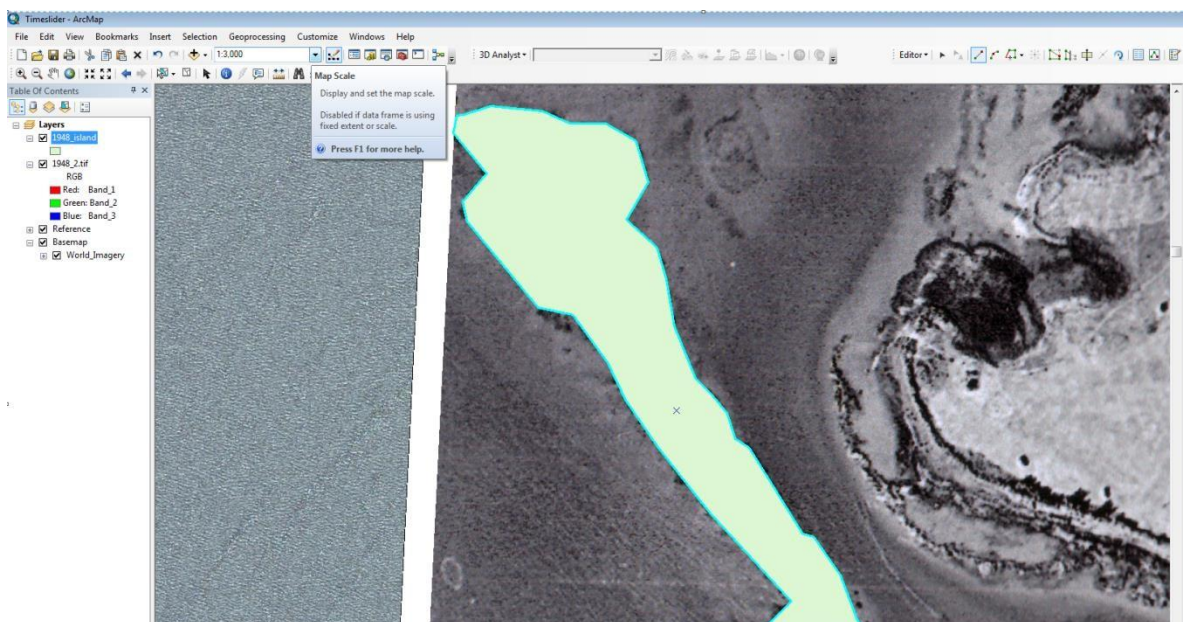 Timeslider - ArcMap
File Edit View Bookmarks Insert Selection Geoprocessing Customize Windows Help
1:3,000 3D Analyst Editor
Map Scale
Display and set the map scale.
Disabled if data frame is using
fixed extent or scale.
Press F1 for more help.
Table Of Contents
Layers
1948_island
1948_2.tif
RGB
Red: Band_1
Green: Band_2
Blue: Band_3
Reference
Basemap
World_Imagery